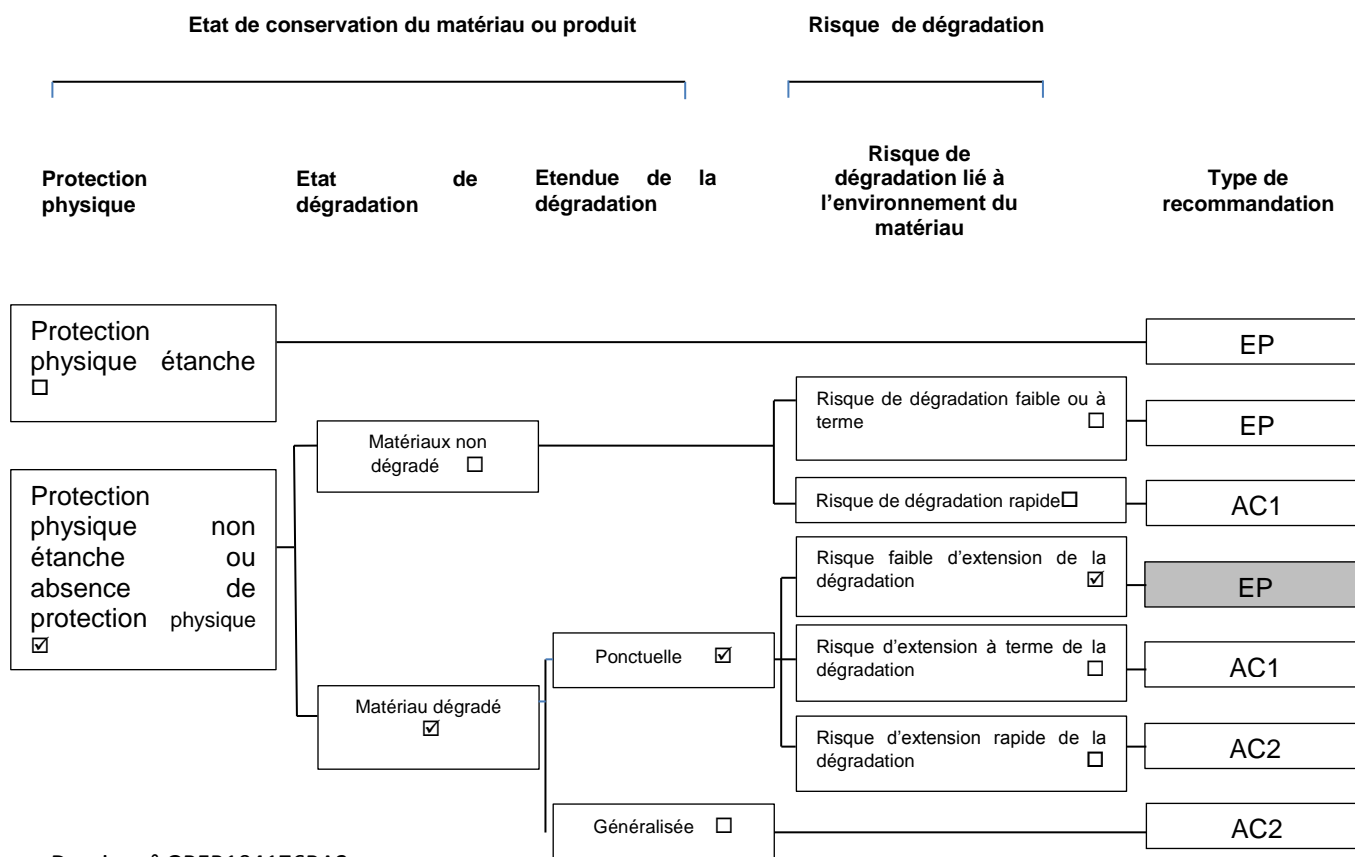 Etat de conservation du matériau ou produit
Risque de dégradation
Protection
physique
Etat de
dégradation
Etendue de la
dégradation
Risque de
dégradation lié à
l'environnement du
matériau
Type de
recommandation
Protection
physique étanche
☐
EP
Risque de dégradation faible ou à
terme ☐
EP
Matériaux non
dégradé ☐
Protection
physique non
étanche ou
absence de
protection physique
☑
Risque de dégradation rapide☐
AC1
Risque faible d'extension de la
dégradation ☑
EP
Ponctuelle ☑
Risque d'extension à terme de la
dégradation ☐
AC1
Matériau dégradé
☑
Risque d'extension rapide de la
dégradation ☐
AC2
Généralisée ☐
AC2